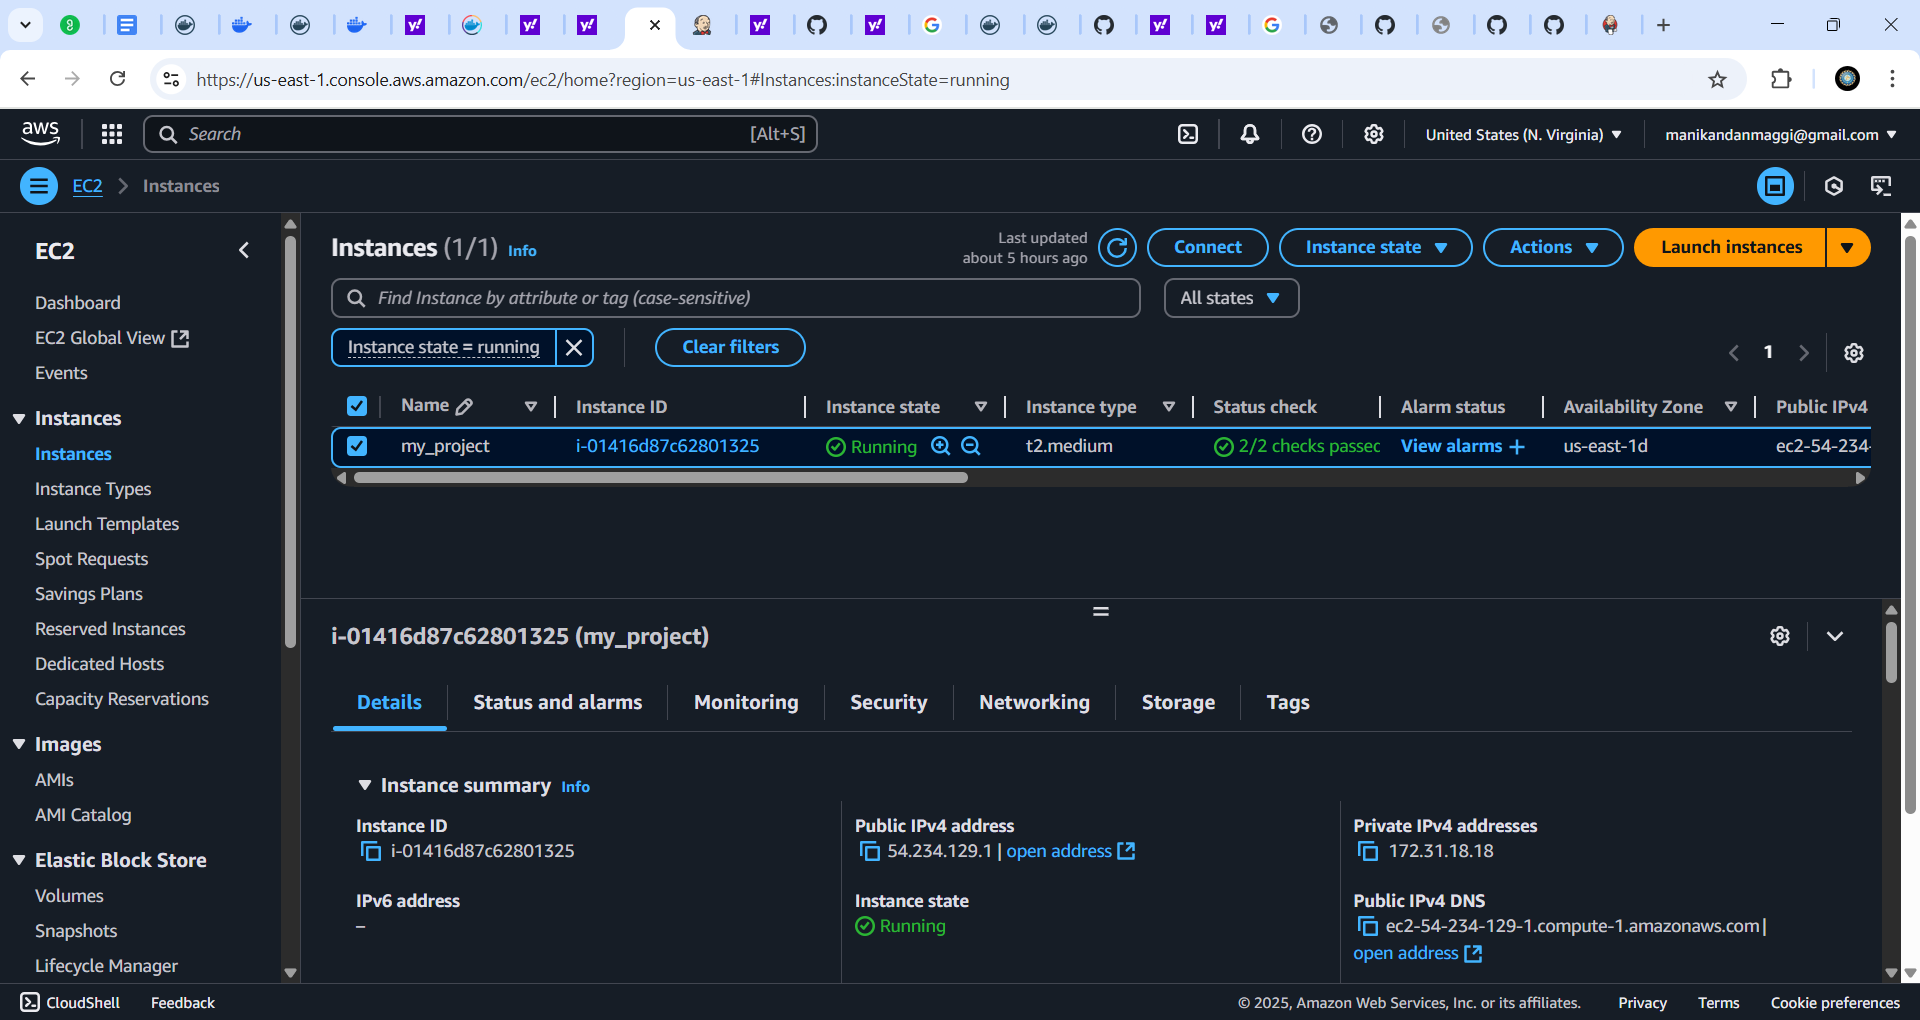 https://us-east-1.console.aws.amazon.com/ec2/home?region=us-east-1#Instances:instanceState=running
aws
Search
[Alt+S]
United States (N. Virginia)
manikandanmaggi@gmail.com
EC2
Instances
EC2
Dashboard
EC2 Global View
Events
Instances
Instances
Instance Types
Launch Templates
Spot Requests
Savings Plans
Reserved Instances
Dedicated Hosts
Capacity Reservations
Images
AMIs
AMI Catalog
Elastic Block Store
Volumes
Snapshots
Lifecycle Manager
Instances (1/1) Info
Last updated
about 5 hours ago
Connect
Instance state
Actions
Launch instances
Find Instance by attribute or tag (case-sensitive)
All states
Instance state = running
Clear filters
1
Name
Instance ID
Instance state
Instance type
Status check
Alarm status
Availability Zone
Public IPv4
my_project
i-01416d87c62801325
Running
t2.medium
2/2 checks passec
View alarms +
us-east-1d
ec2-54-234-
i-01416d87c62801325 (my_project)
Details
Status and alarms
Monitoring
Security
Networking
Storage
Tags
Instance summary Info
Instance ID
i-01416d87c62801325
Public IPv4 address
54.234.129.1 | open address
Private IPv4 addresses
172.31.18.18
IPv6 address
–
Instance state
Running
Public IPv4 DNS
ec2-54-234-129-1.compute-1.amazonaws.com |
open address
CloudShell
Feedback
© 2025, Amazon Web Services, Inc. or its affiliates.
Privacy
Terms
Cookie preferences